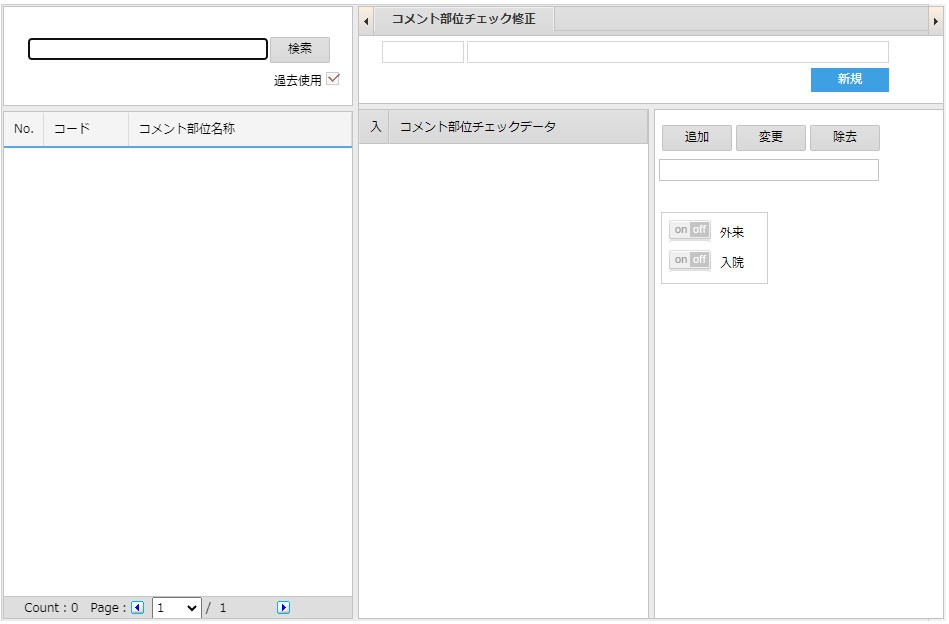 検索
過去使用
No. コード コメント部位名称
Count : 0 Page : 1 / 1
コメント部位チェック修正
新規
入 コメント部位チェックデータ
追加 変更 除去
on off 外来
on off 入院